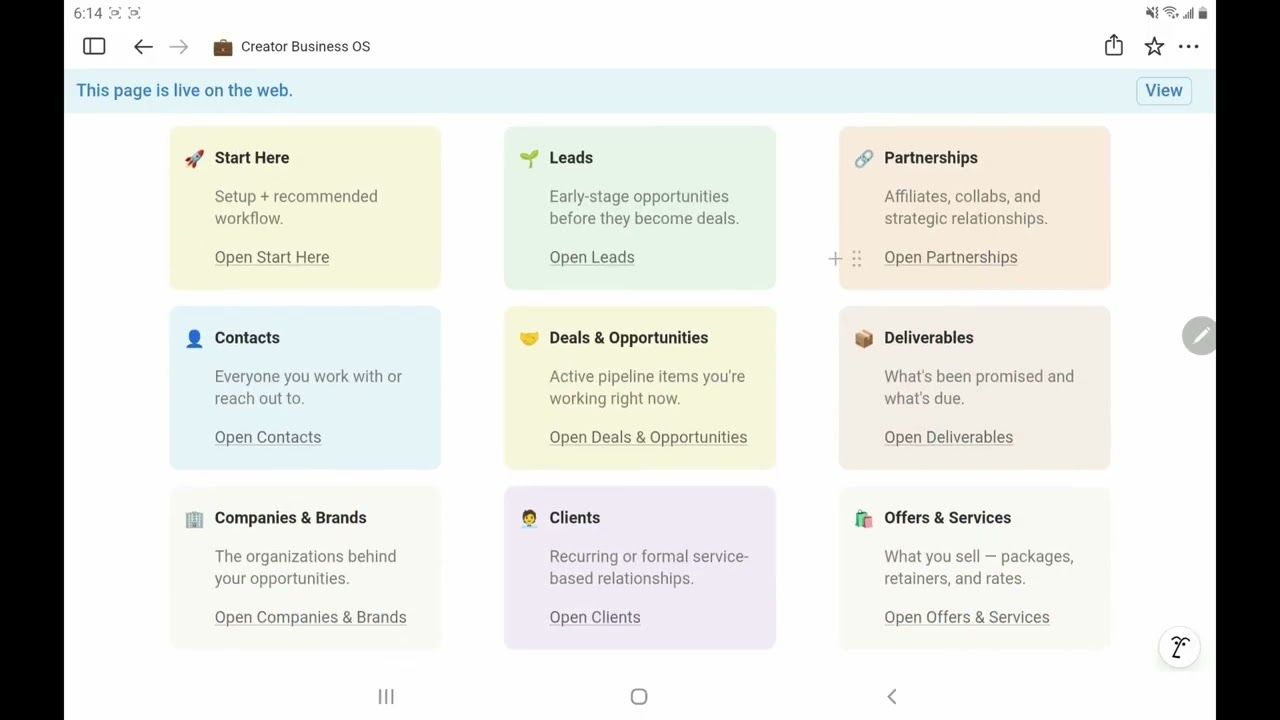 6:14
Creator Business OS
This page is live on the web.
View
Start Here
Setup + recommended
workflow.
Open Start Here
Leads
Early-stage opportunities
before they become deals.
Open Leads
Partnerships
Affiliates, collabs, and
strategic relationships.
Open Partnerships
Contacts
Everyone you work with or
reach out to.
Open Contacts
Deals & Opportunities
Active pipeline items you're
working right now.
Open Deals & Opportunities
Deliverables
What's been promised and
what's due.
Open Deliverables
Companies & Brands
The organizations behind
your opportunities.
Open Companies & Brands
Clients
Recurring or formal service-
based relationships.
Open Clients
Offers & Services
What you sell — packages,
retainers, and rates.
Open Offers & Services